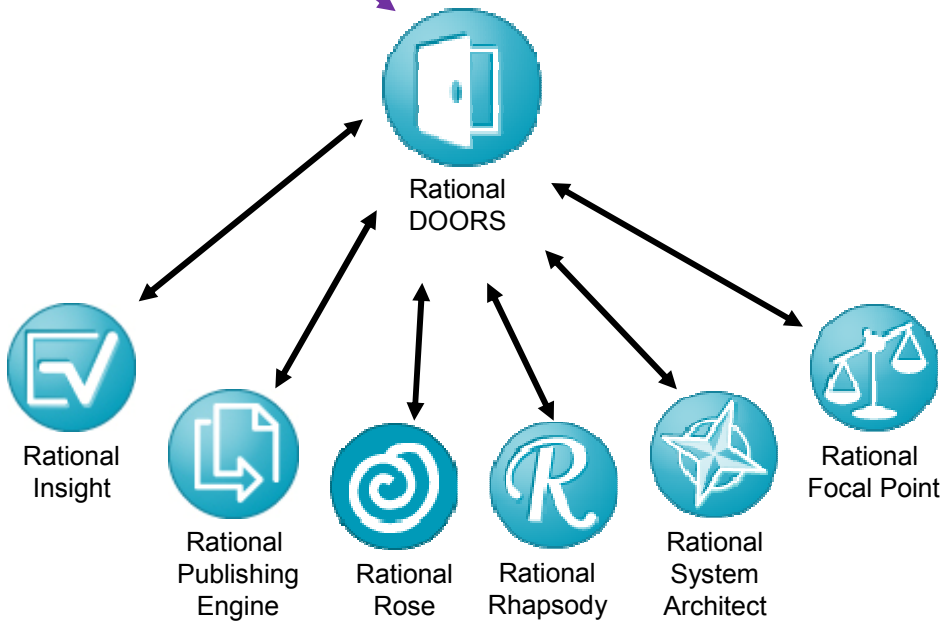 Rational
DOORS
Rational
Insight
Rational
Publishing
Engine
Rational
Rose
R
Rational
Rhapsody
Rational
System
Architect
Rational
Focal Point